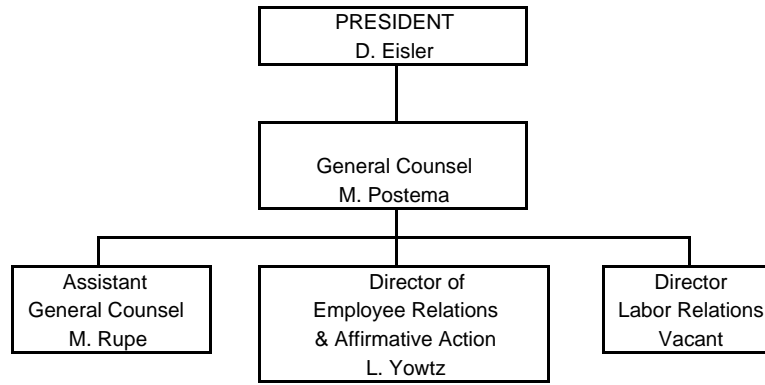 PRESIDENT
D. Eisler
General Counsel
M. Postema
Assistant
General Counsel
M. Rupe
Director of
Employee Relations
& Affirmative Action
L. Yowtz
Director
Labor Relations
Vacant